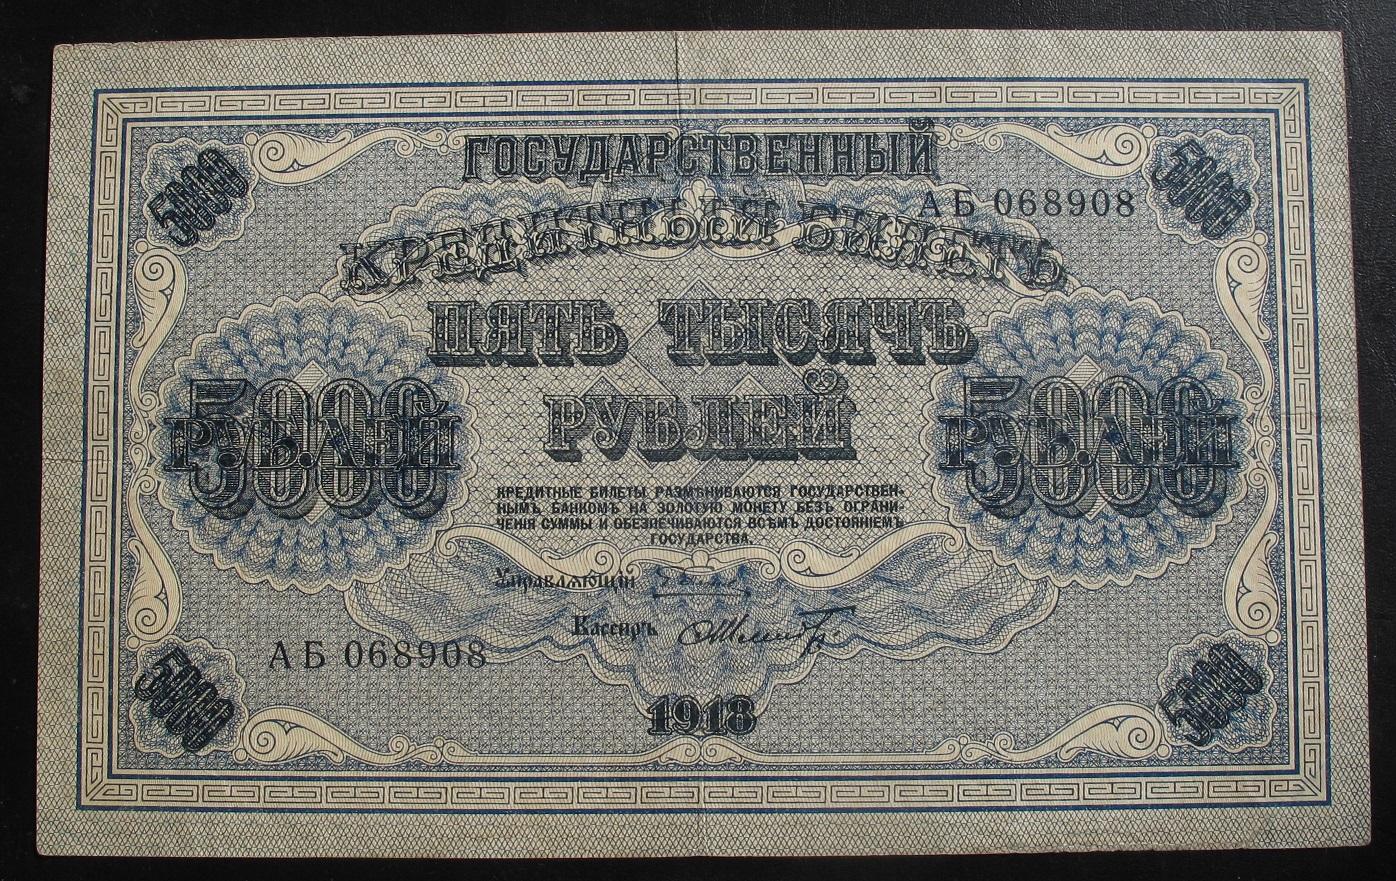 5000
5000
ГОСУДАРСТВЕННЫЙ
АБ 068908
КРЕДИТНЫЙ БИЛЕТЪ
ПЯТЬ ТЫСЯЧЪ
РУБЛЕЙ
5000
РУБЛЕЙ
5000
РУБЛЕЙ
КРЕДИТНЫЕ БИЛЕТЫ РАЗМѢНИВАЮТСЯ ГОСУДАРСТВЕН-
НЫМЪ БАНКОМЪ НА ЗОЛОТУЮ МОНЕТУ БЕЗЪ ОГРАНИ-
ЧЕНІЯ СУММЫ И ОБЕЗПЕЧИВАЮТСЯ ВСѢМЪ ДОСТОЯНІЕМЪ
ГОСУДАРСТВА.
Управляющій
Кассиръ
АБ 068908
5000
1918
5000